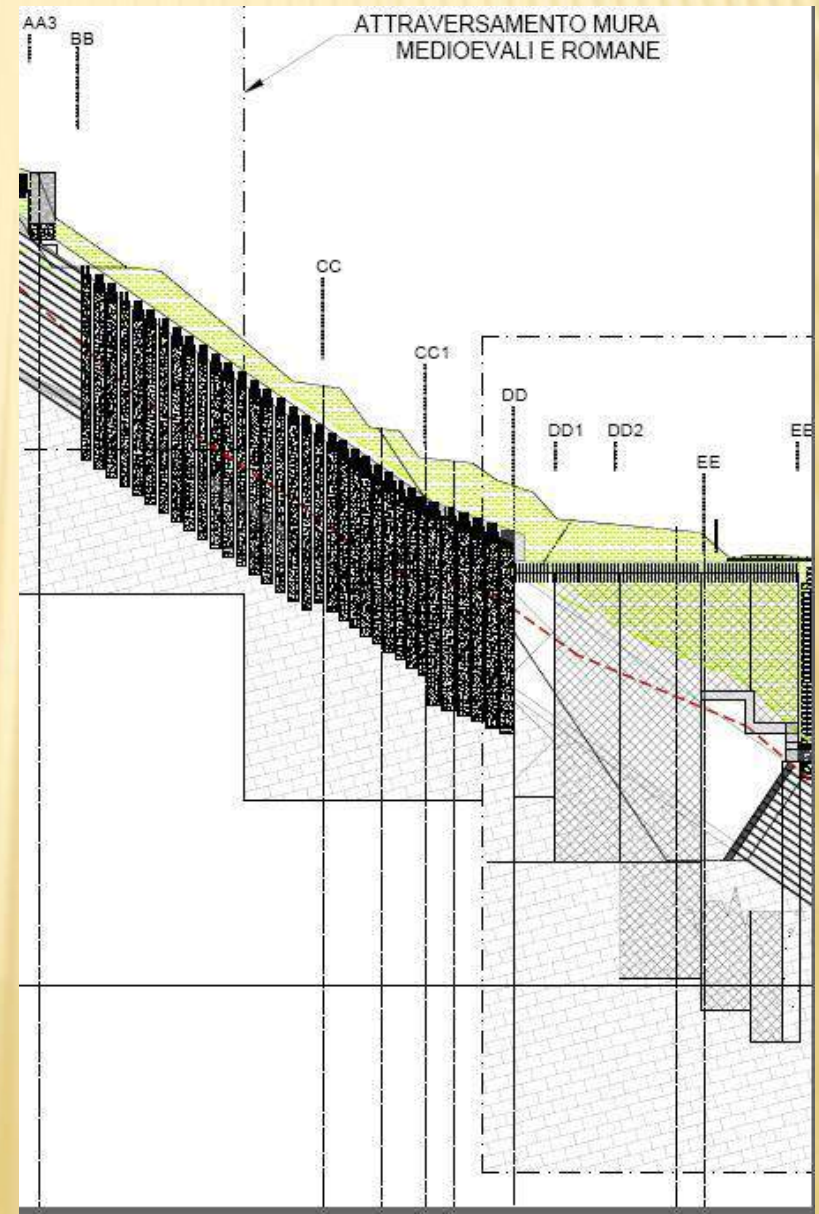 ATTRAVERSAMENTO MURA
MEDIOEVALI E ROMANE
AA3
BB
CC
CC1
DD
DD1
DD2
EE